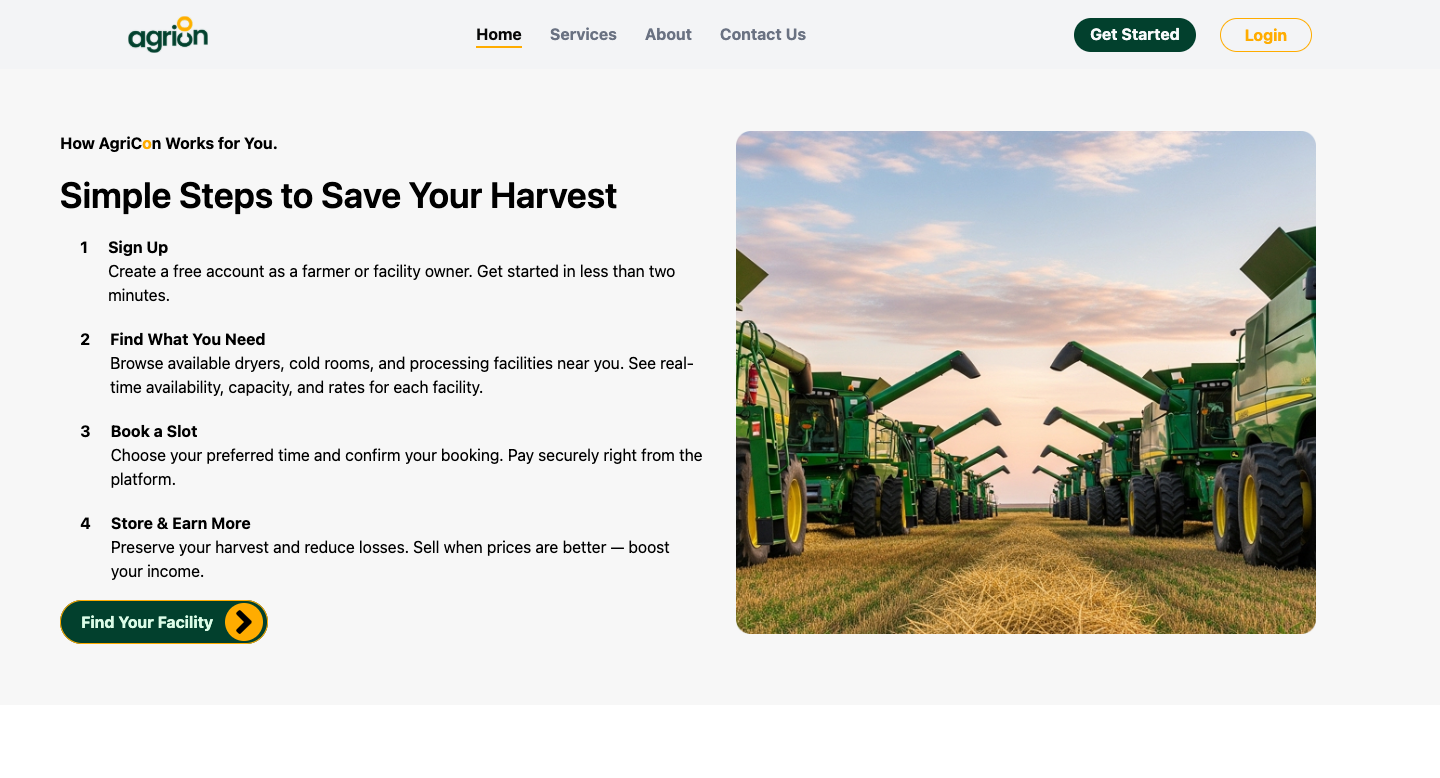 agrion
Home
Services
About
Contact Us
Get Started
Login
How AgriCon Works for You.
Simple Steps to Save Your Harvest
1 Sign Up
Create a free account as a farmer or facility owner. Get started in less than two
minutes.
2 Find What You Need
Browse available dryers, cold rooms, and processing facilities near you. See real-
time availability, capacity, and rates for each facility.
3 Book a Slot
Choose your preferred time and confirm your booking. Pay securely right from the
platform.
4 Store & Earn More
Preserve your harvest and reduce losses. Sell when prices are better — boost
your income.
Find Your Facility